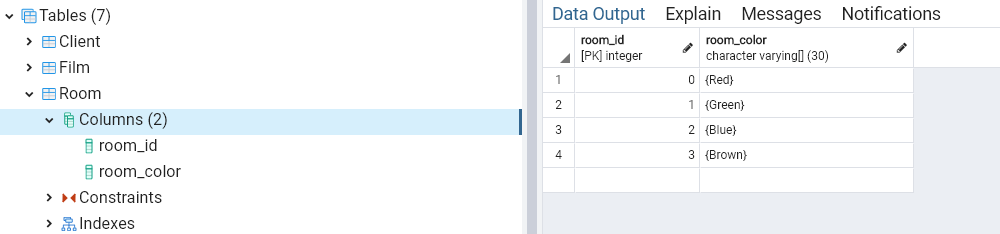 Tables (7)
Client
Film
Room
Columns (2)
room_id
room_color
Constraints
Indexes
Data Output Explain Messages Notifications
room_id room_color
[PK] integer character varying[] (30)
1 0 {Red}
2 1 {Green}
3 2 {Blue}
4 3 {Brown}